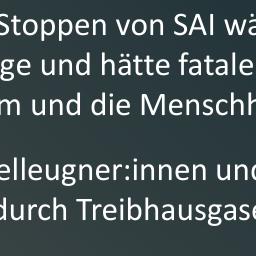 Stoppen von SAI wä
ge und hätte fatale
m und die Menschh
elleugner:innen und
durch Treibhausgase